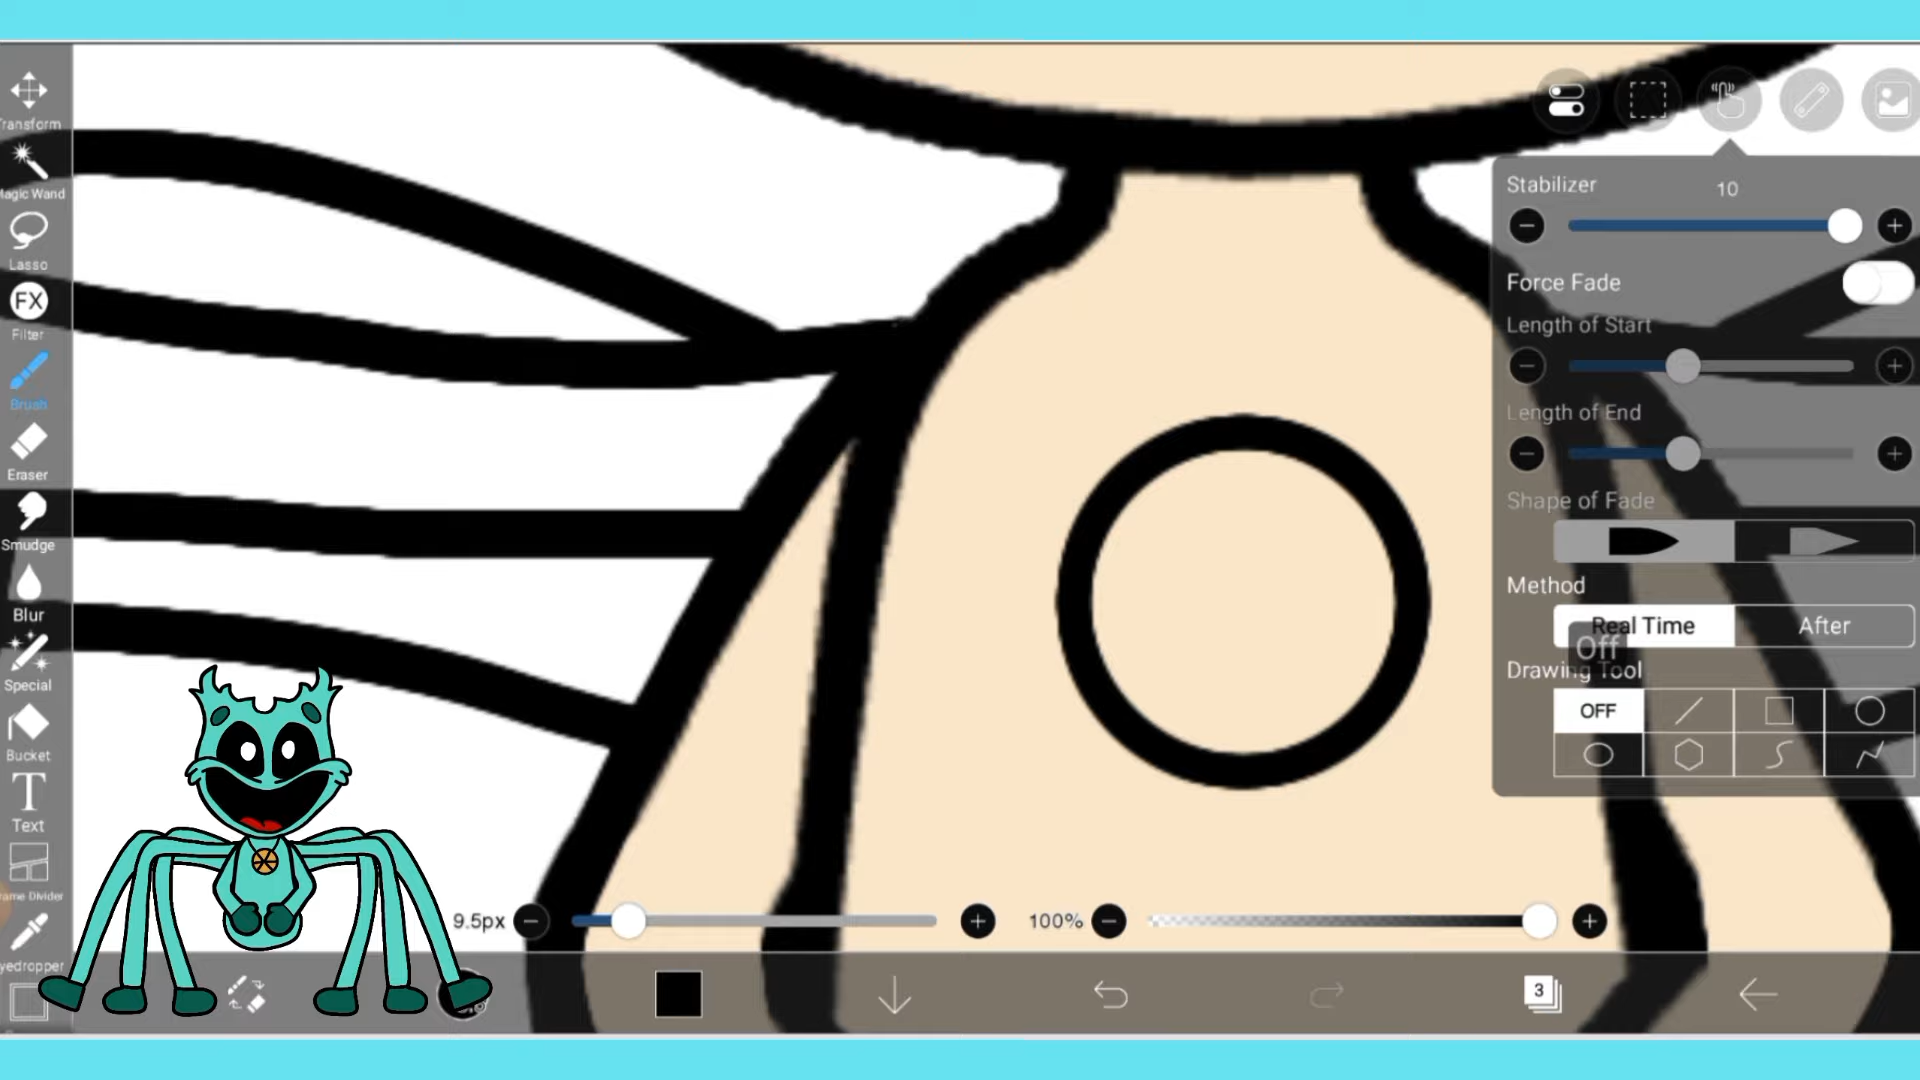 Transform
Magic Wand
Lasso
FX
Filter
Brush
Eraser
Smudge
Blur
Special
Bucket
T
Text
Frame Divider
Eyedropper
Stabilizer
10
Force Fade
Length of Start
Length of End
Shape of Fade
Method
Real Time
After
Off
Drawing Tool
OFF
9.5px
100%
3